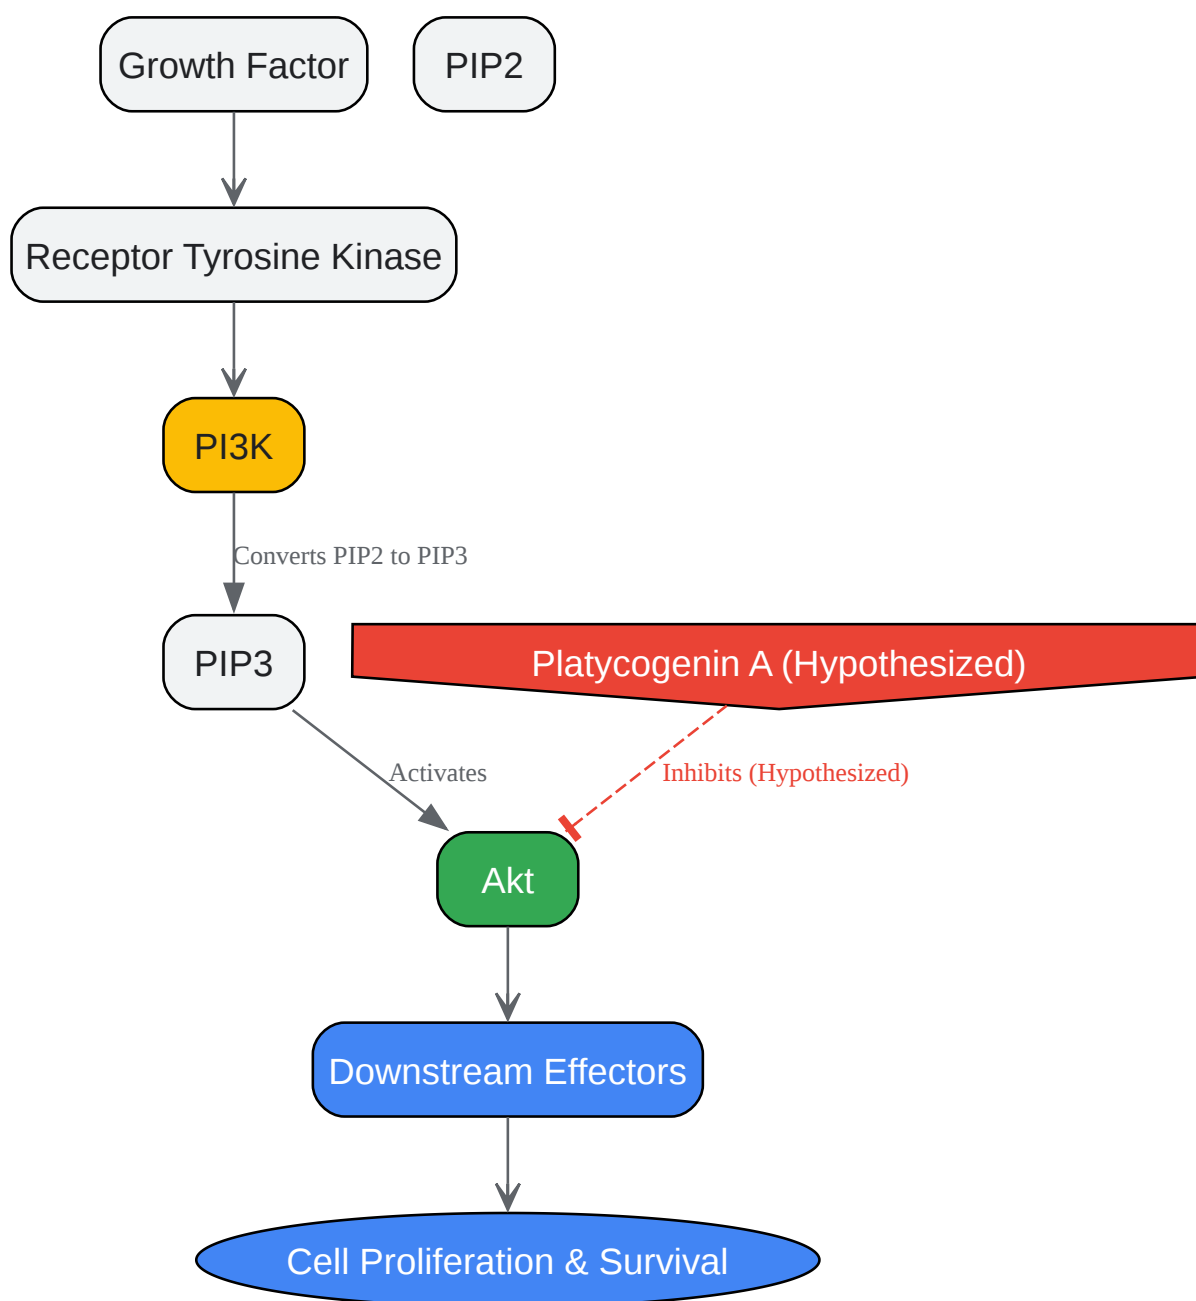 Growth Factor
PIP2
Receptor Tyrosine Kinase
PI3K
Converts PIP2 to PIP3
PIP3
Platycogenin A (Hypothesized)
Activates
Inhibits (Hypothesized)
Akt
Downstream Effectors
Cell Proliferation & Survival